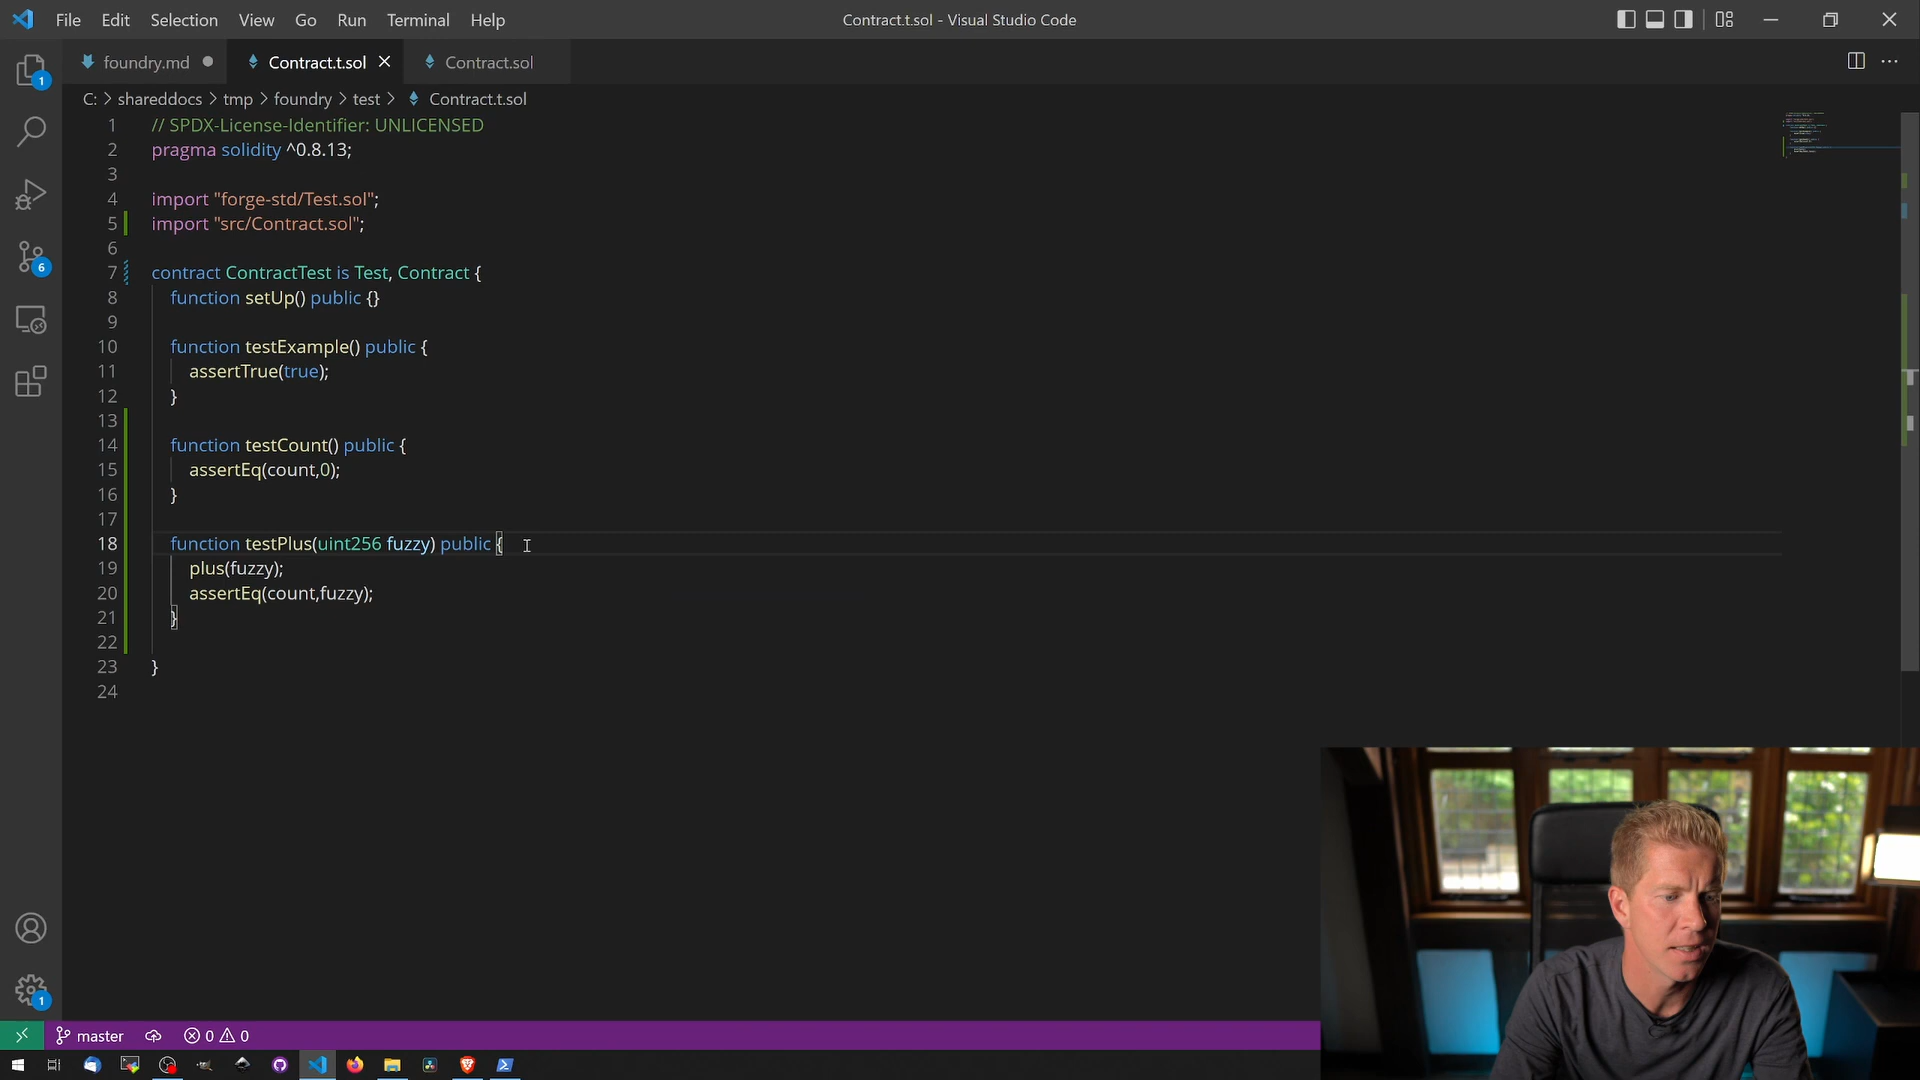 File Edit Selection View Go Run Terminal Help
Contract.t.sol - Visual Studio Code
foundry.md
Contract.t.sol
Contract.sol
C: > shareddocs > tmp > foundry > test > Contract.t.sol
1 // SPDX-License-Identifier: UNLICENSED
2 pragma solidity ^0.8.13;
3
4 import "forge-std/Test.sol";
5 import "src/Contract.sol";
6
7 contract ContractTest is Test, Contract {
8 function setUp() public {}
9
10 function testExample() public {
11 assertTrue(true);
12 }
13
14 function testCount() public {
15 assertEq(count,0);
16 }
17
18 function testPlus(uint256 fuzzy) public {
19 plus(fuzzy);
20 assertEq(count,fuzzy);
21 }
22
23 }
24
1
6
1
master 0 0